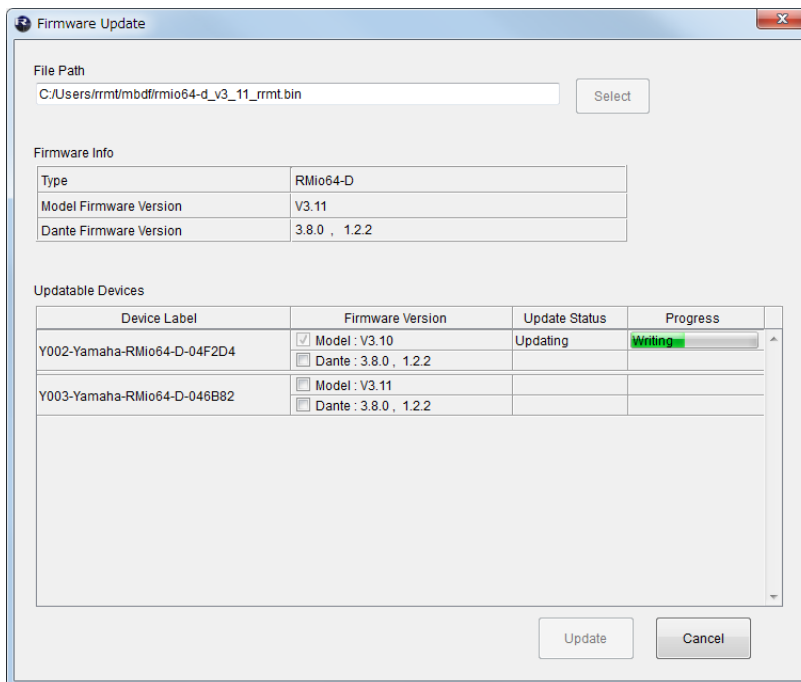 Firmware Update
File Path
C:/Users/rrmt/mbdf/rmio64-d_v3_11_rrmt.bin
Select
Firmware Info
Type RMio64-D
Model Firmware Version V3.11
Dante Firmware Version 3.8.0 , 1.2.2
Updatable Devices
Device Label Firmware Version Update Status Progress
Y002-Yamaha-RMio64-D-04F2D4
Model : V3.10 Updating Writing
Dante : 3.8.0 , 1.2.2
Y003-Yamaha-RMio64-D-046B82
Model : V3.11
Dante : 3.8.0 , 1.2.2
Update Cancel